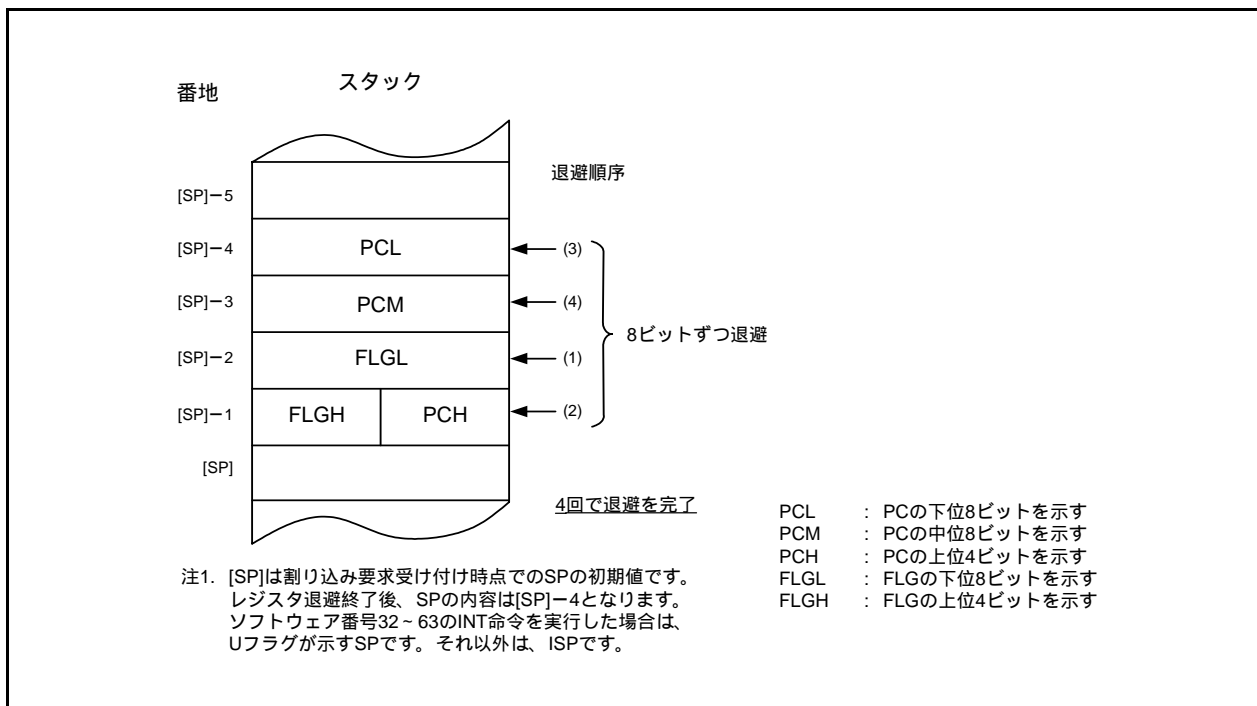 番地
スタック
退避順序
[SP]－5
[SP]－4
PCL
(3)
[SP]－3
PCM
(4)
8ビットずつ退避
[SP]－2
FLGL
(1)
[SP]－1
FLGH
PCH
(2)
[SP]
4回で退避を完了
PCL : PCの下位8ビットを示す
PCM : PCの中位8ビットを示す
PCH : PCの上位4ビットを示す
FLGL : FLGの下位8ビットを示す
FLGH : FLGの上位4ビットを示す
注1. [SP]は割り込み要求受け付け時点でのSPの初期値です。
レジスタ退避終了後、SPの内容は[SP]－4となります。
ソフトウェア番号32～63のINT命令を実行した場合は、
Uフラグが示すSPです。それ以外は、ISPです。